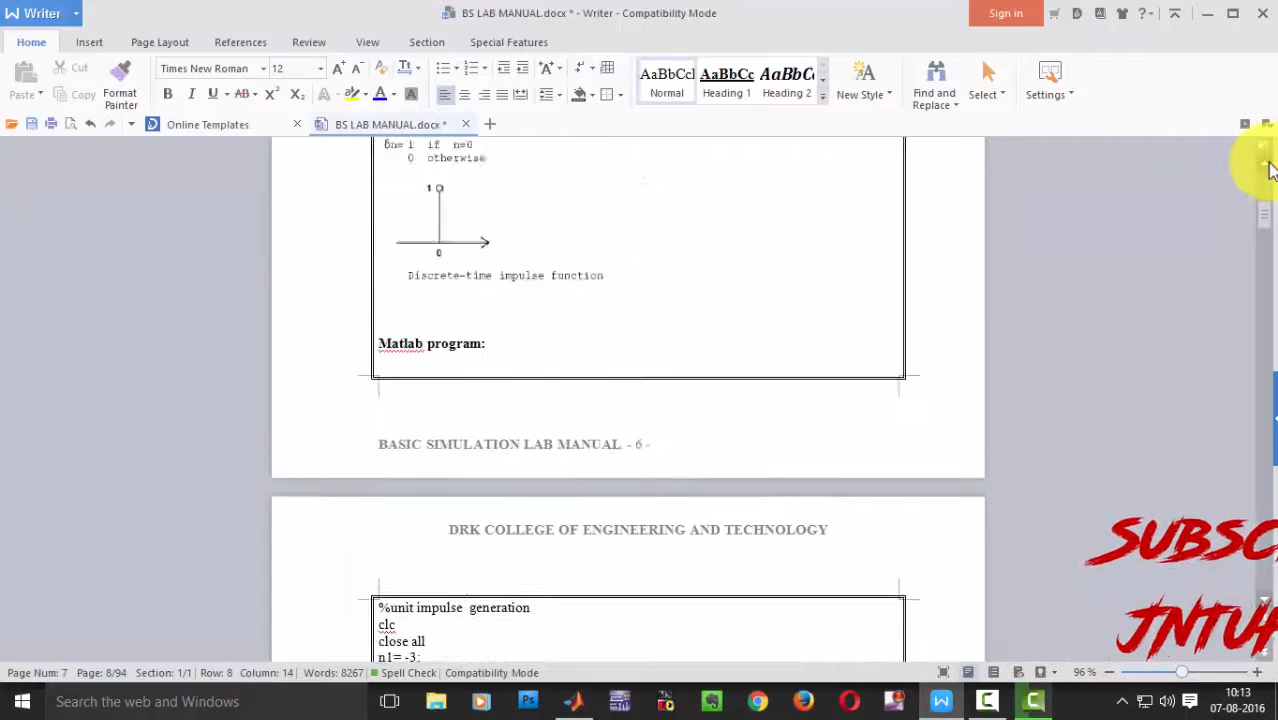 Writer
BS LAB MANUAL.docx * - Writer - Compatibility Mode
Sign in
Home Insert Page Layout References Review View Section Special Features
Paste Cut Copy Format Painter
Times New Roman 12
AaBbCcI AaBbCc AaBbC
Normal Heading 1 Heading 2
New Style Find and Replace Select Settings
Online Templates BS LAB MANUAL.docx *
δn= 1 if n=0
0 otherwise
1
0
Discrete-time impulse function
Matlab program:
BASIC SIMULATION LAB MANUAL - 6 -
DRK COLLEGE OF ENGINEERING AND TECHNOLOGY
SUBSC
%unit impulse generation
clc
JNTU
close all
n1= -3;
Page Num: 7 Page: 8/94 Section: 1/1 Row: 8 Column: 14 Words: 8267 Spell Check Compatibility Mode 96 %
Search the web and Windows
10:13
07-08-2016